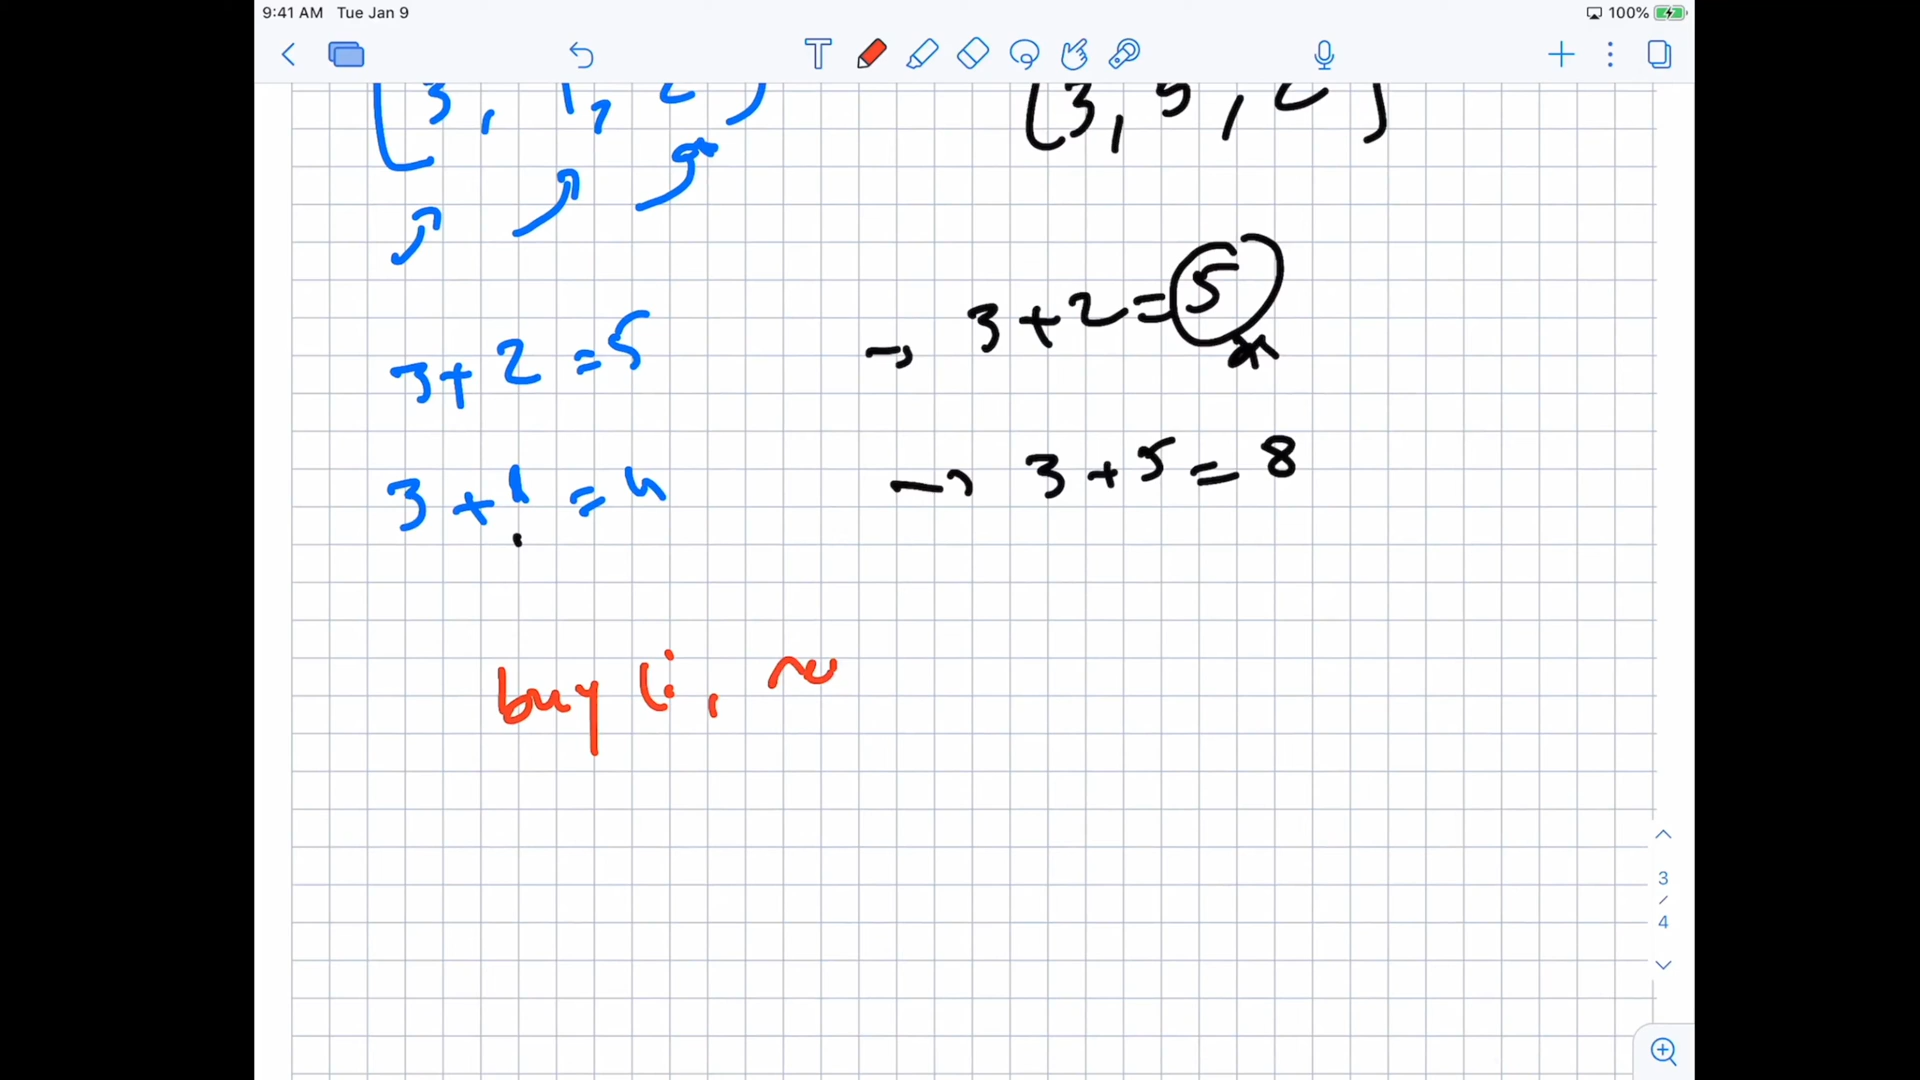 9:41 AM Tue Jan 9
100%
T
[3, 1, 2]
[3, 5, 2]
3+2=5
3+2=5
3+1=4
3+5=8
buy (i,
3
/
4